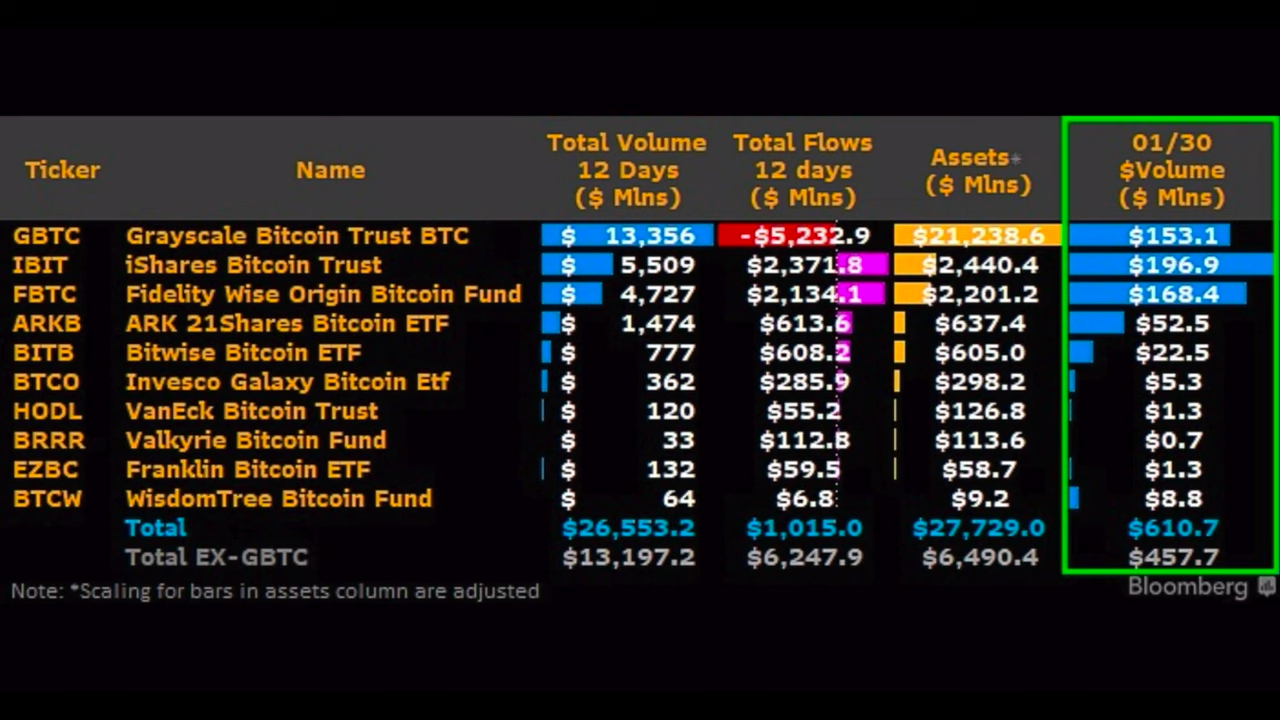 Ticker Name Total Volume 12 Days ($ Mlns) Total Flows 12 days ($ Mlns) Assets* ($ Mlns) 01/30 $Volume ($ Mlns)
GBTC Grayscale Bitcoin Trust BTC $ 13,356 -$5,232.9 $21,238.6 $153.1
IBIT iShares Bitcoin Trust $ 5,509 $2,371.8 $2,440.4 $196.9
FBTC Fidelity Wise Origin Bitcoin Fund $ 4,727 $2,134.1 $2,201.2 $168.4
ARKB ARK 21Shares Bitcoin ETF $ 1,474 $613.6 $637.4 $52.5
BITB Bitwise Bitcoin ETF $ 777 $608.2 $605.0 $22.5
BTCO Invesco Galaxy Bitcoin Etf $ 362 $285.9 $298.2 $5.3
HODL VanEck Bitcoin Trust $ 120 $55.2 $126.8 $1.3
BRRR Valkyrie Bitcoin Fund $ 33 $112.8 $113.6 $0.7
EZBC Franklin Bitcoin ETF $ 132 $59.5 $58.7 $1.3
BTCW WisdomTree Bitcoin Fund $ 64 $6.8 $9.2 $8.8
Total $26,553.2 $1,015.0 $27,729.0 $610.7
Total EX-GBTC $13,197.2 $6,247.9 $6,490.4 $457.7
Note: *Scaling for bars in assets column are adjusted
Bloomberg